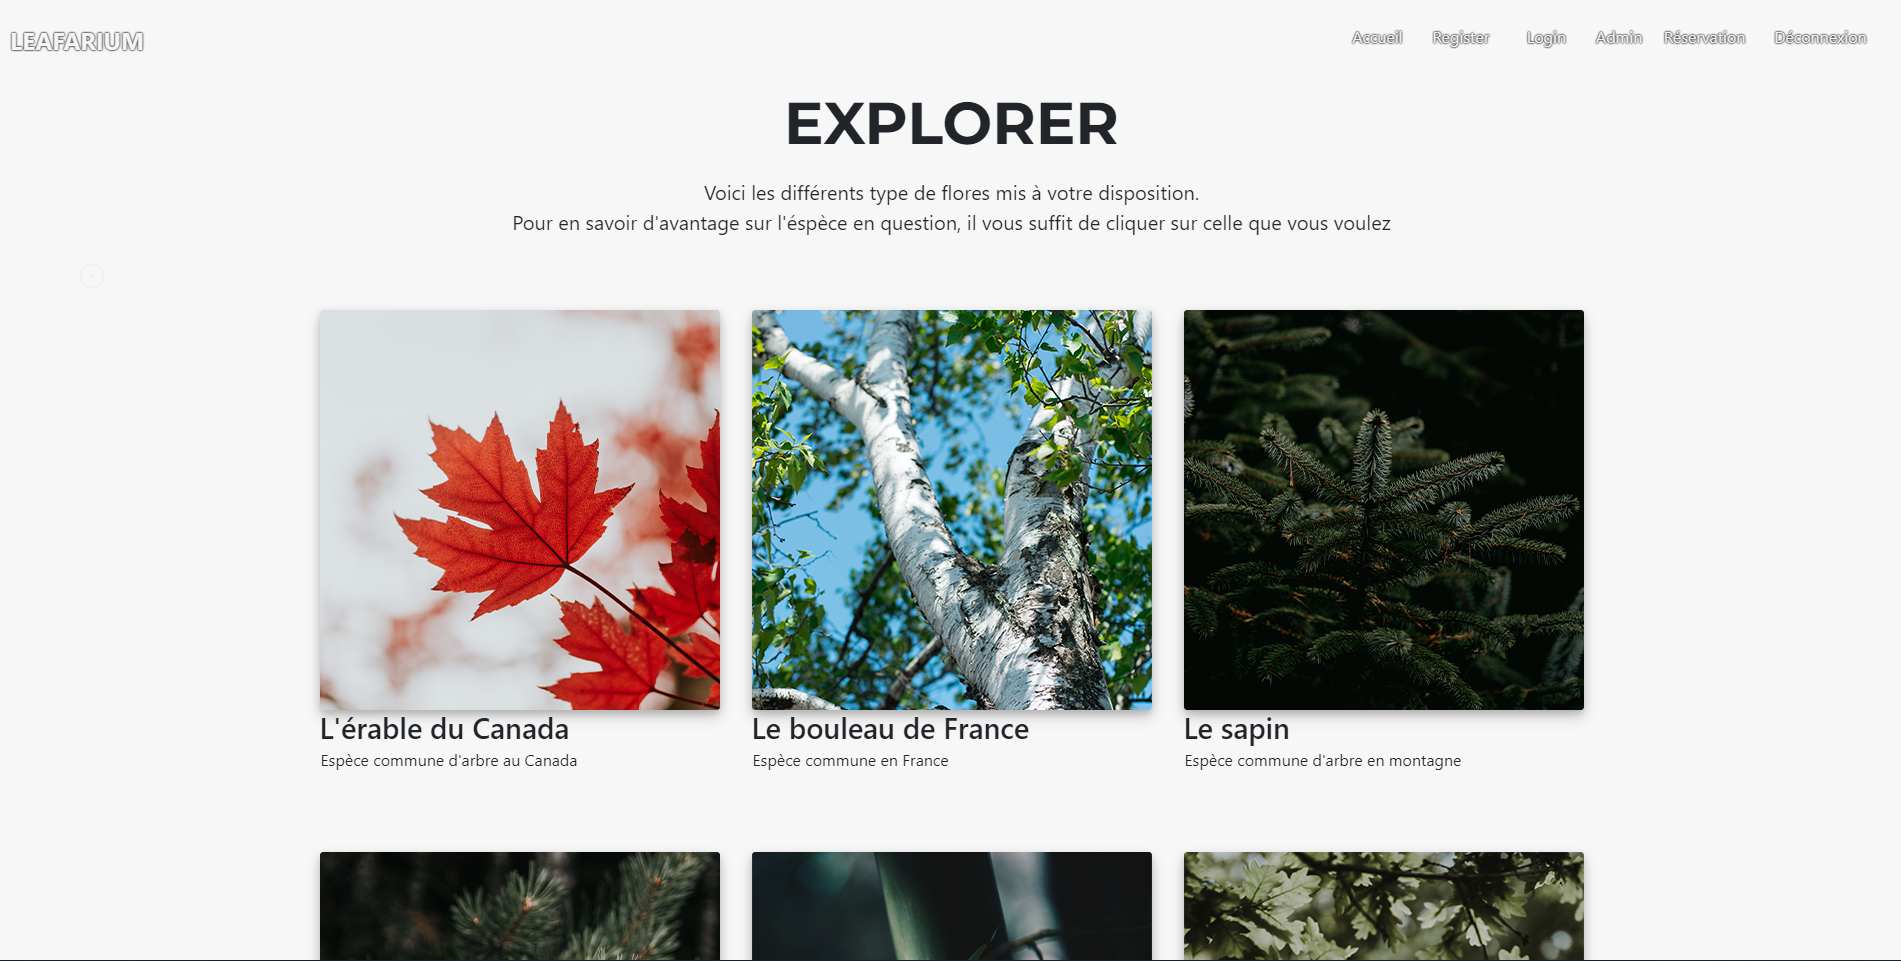 LEAFARIUM
Accueil Register Login Admin Réservation Déconnexion
EXPLORER
Voici les différents type de flores mis à votre disposition.
Pour en savoir d'avantage sur l'éspèce en question, il vous suffit de cliquer sur celle que vous voulez
L'érable du Canada
Espèce commune d'arbre au Canada
Le bouleau de France
Espèce commune en France
Le sapin
Espèce commune d'arbre en montagne